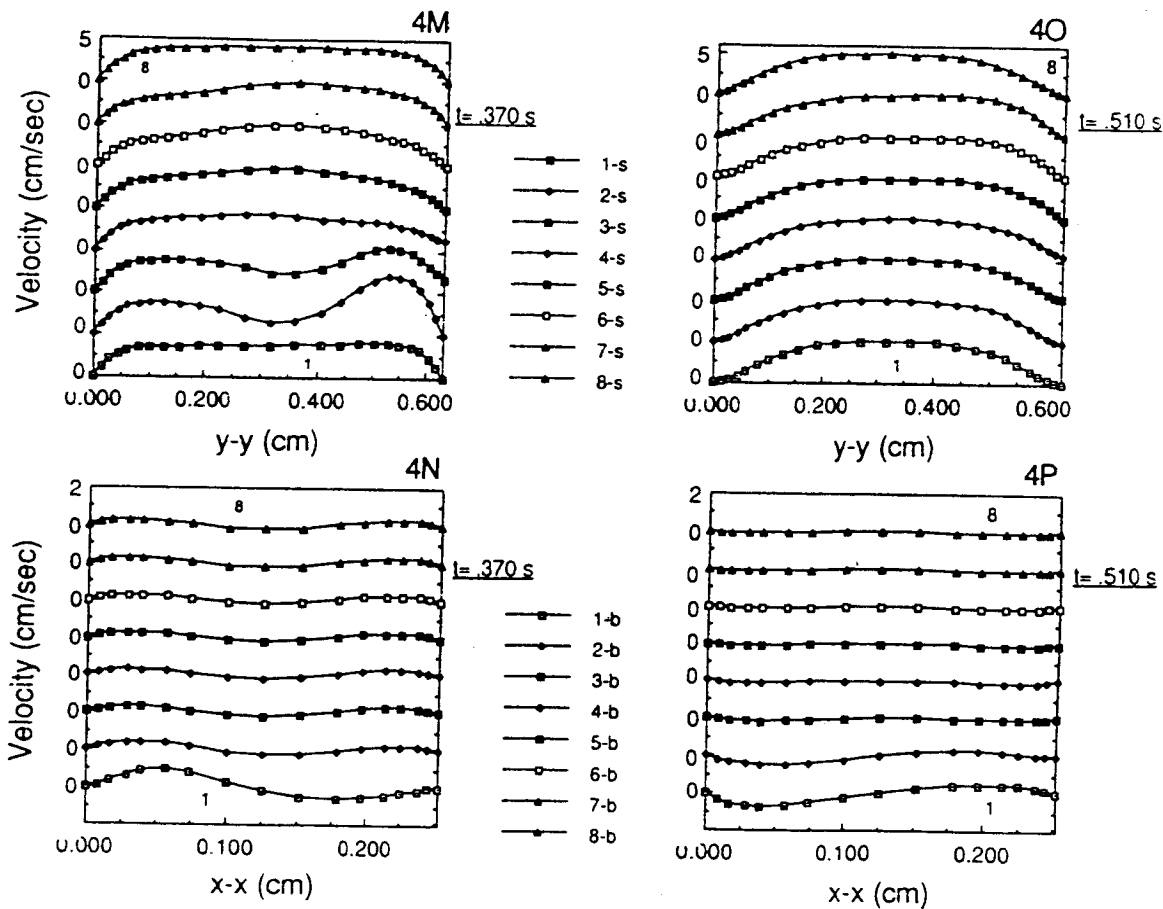 4M
5
8
0
0
0
0
0
0
0
0
1
Velocity (cm/sec)
0.000 0.200 0.400 0.600
y-y (cm)
t= .370 s
1-s
2-s
3-s
4-s
5-s
6-s
7-s
8-s
4O
5
8
0
0
0
0
0
0
0
0
1
0.000 0.200 0.400 0.600
y-y (cm)
t= .510 s
4N
2
8
0
0
0
0
0
0
0
0
1
Velocity (cm/sec)
0.000 0.100 0.200
x-x (cm)
t= .370 s
1-b
2-b
3-b
4-b
5-b
6-b
7-b
8-b
4P
2
8
0
0
0
0
0
0
0
0
1
0.000 0.100 0.200
x-x (cm)
t= .510 s